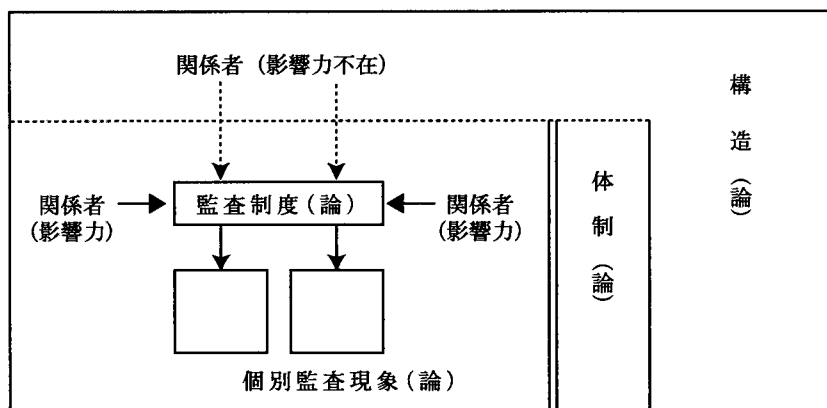 関係者 (影響力不在)
構造(論)
体制(論)
監査制度(論)
関係者
(影響力)
関係者
(影響力)
個別監査現象(論)